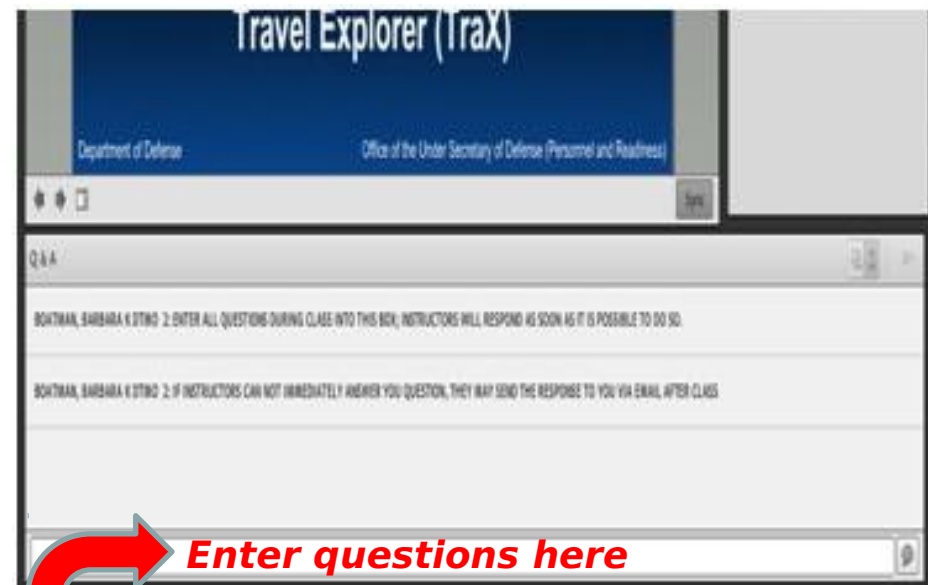 Travel Explorer (TraX)
Department of Defense Office of the Under Secretary of Defense (Personnel and Readiness)
Sync
Q & A
BOATMAN, BARBARA K DTMO 2: ENTER ALL QUESTIONS DURING CLASS INTO THIS BOX; INSTRUCTORS WILL RESPOND AS SOON AS IT IS POSSIBLE TO DO SO.
BOATMAN, BARBARA K DTMO 2: IF INSTRUCTORS CAN NOT IMMEDIATELY ANSWER YOU QUESTION, THEY MAY SEND THE RESPONSE TO YOU VIA EMAIL AFTER CLASS
Enter questions here